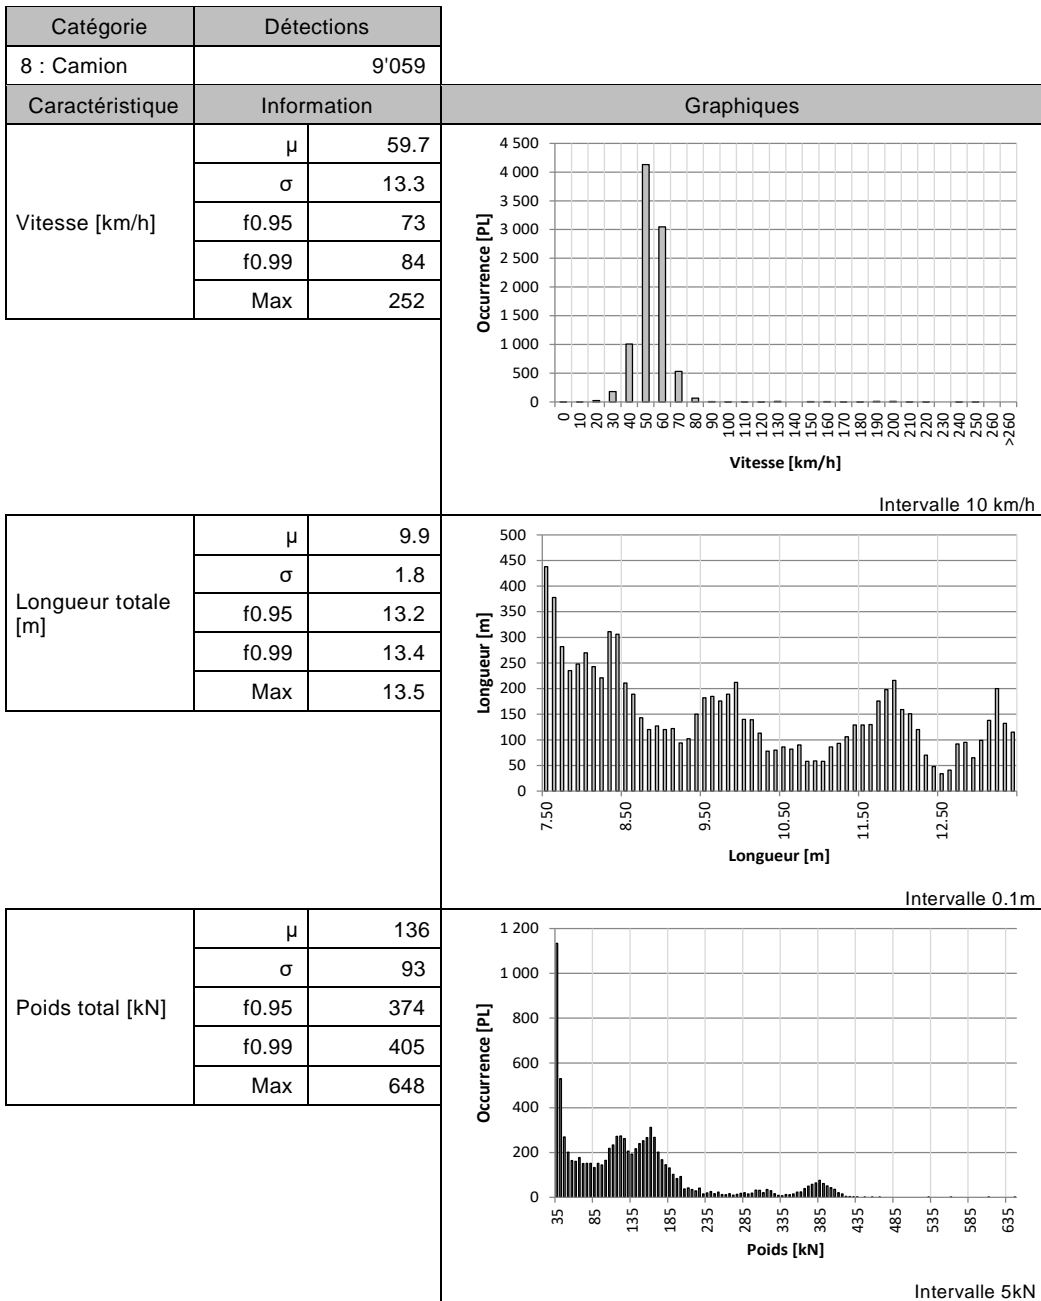 Catégorie Détections
8 : Camion 9'059
Caractéristique Information Graphiques
Vitesse [km/h]
µ 59.7
σ 13.3
f0.95 73
f0.99 84
Max 252
4 500
4 000
3 500
3 000
2 500
2 000
1 500
1 000
500
0
Occurrence [PL]
0 10 20 30 40 50 60 70 80 90 100 110 120 130 140 150 160 170 180 190 200 210 220 230 240 250 260 >260
Vitesse [km/h]
Intervalle 10 km/h
Longueur totale
[m]
µ 9.9
σ 1.8
f0.95 13.2
f0.99 13.4
Max 13.5
500
450
400
350
300
250
200
150
100
50
0
Longueur [m]
7.50 8.50 9.50 10.50 11.50 12.50
Longueur [m]
Intervalle 0.1m
Poids total [kN]
µ 136
σ 93
f0.95 374
f0.99 405
Max 648
1 200
1 000
800
600
400
200
0
Occurrence [PL]
35 85 135 185 235 285 335 385 435 485 535 585 635
Poids [kN]
Intervalle 5kN